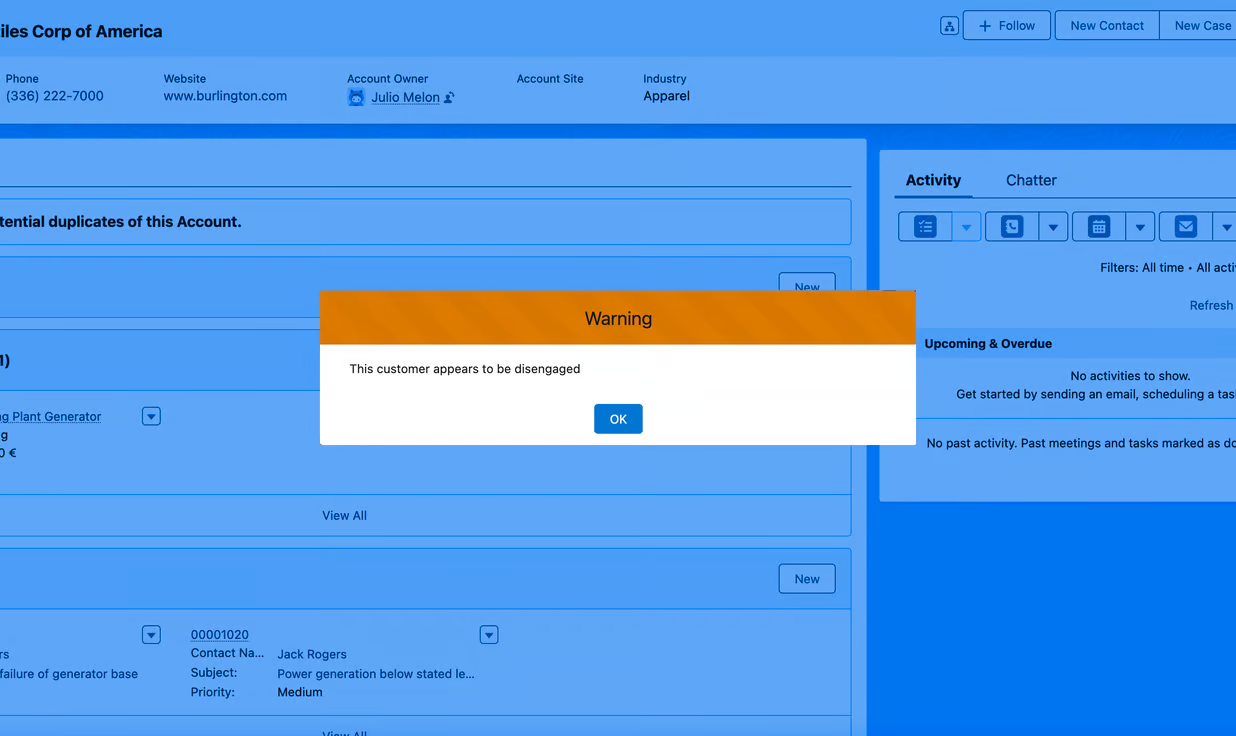 iles Corp of America
Follow
New Contact
New Case
Phone
Website
Account Owner
Account Site
Industry
(336) 222-7000
www.burlington.com
Julio Melon
Apparel
tential duplicates of this Account.
New
1)
g Plant Generator
g
0 €
View All
New
rs
failure of generator base
00001020
Contact Na...
Jack Rogers
Subject:
Power generation below stated le...
Priority:
Medium
View All
Warning
This customer appears to be disengaged
OK
Activity
Chatter
Filters: All time • All activ
Refresh
Upcoming & Overdue
No activities to show.
Get started by sending an email, scheduling a task
No past activity. Past meetings and tasks marked as do